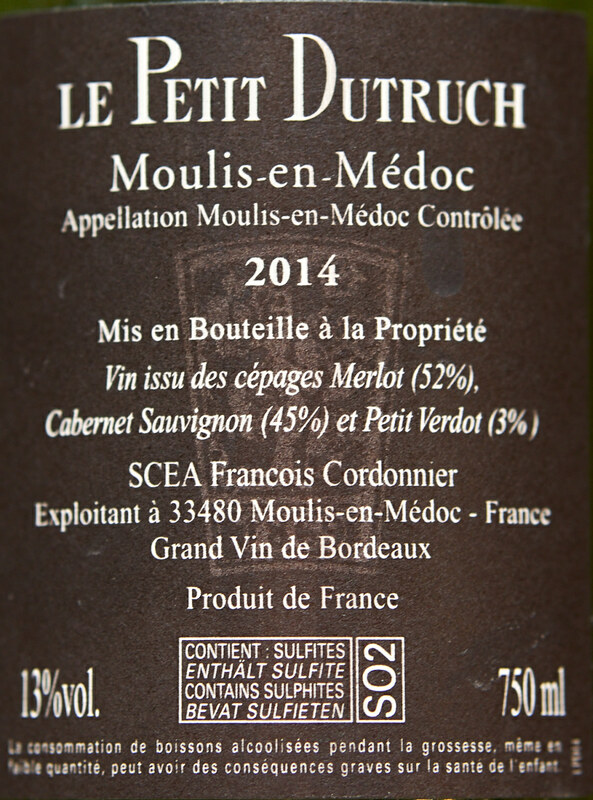 LE PETIT DUTRUCH
Moulis-en-Médoc
Appellation Moulis-en-Médoc Contrôlée
2014
Mis en Bouteille à la Propriété
Vin issu des cépages Merlot (52%),
Cabernet Sauvignon (45%) et Petit Verdot (3%)
SCEA Francois Cordonnier
Exploitant à 33480 Moulis-en-Médoc - France
Grand Vin de Bordeaux
Produit de France
13%vol.
CONTIENT : SULFITES
ENTHÄLT SULFITE
CONTAINS SULPHITES
BEVAT SULFIETEN
SO2
750 ml
La consommation de boissons alcoolisées pendant la grossesse, même en
faible quantité, peut avoir des conséquences graves sur la santé de l'enfant.